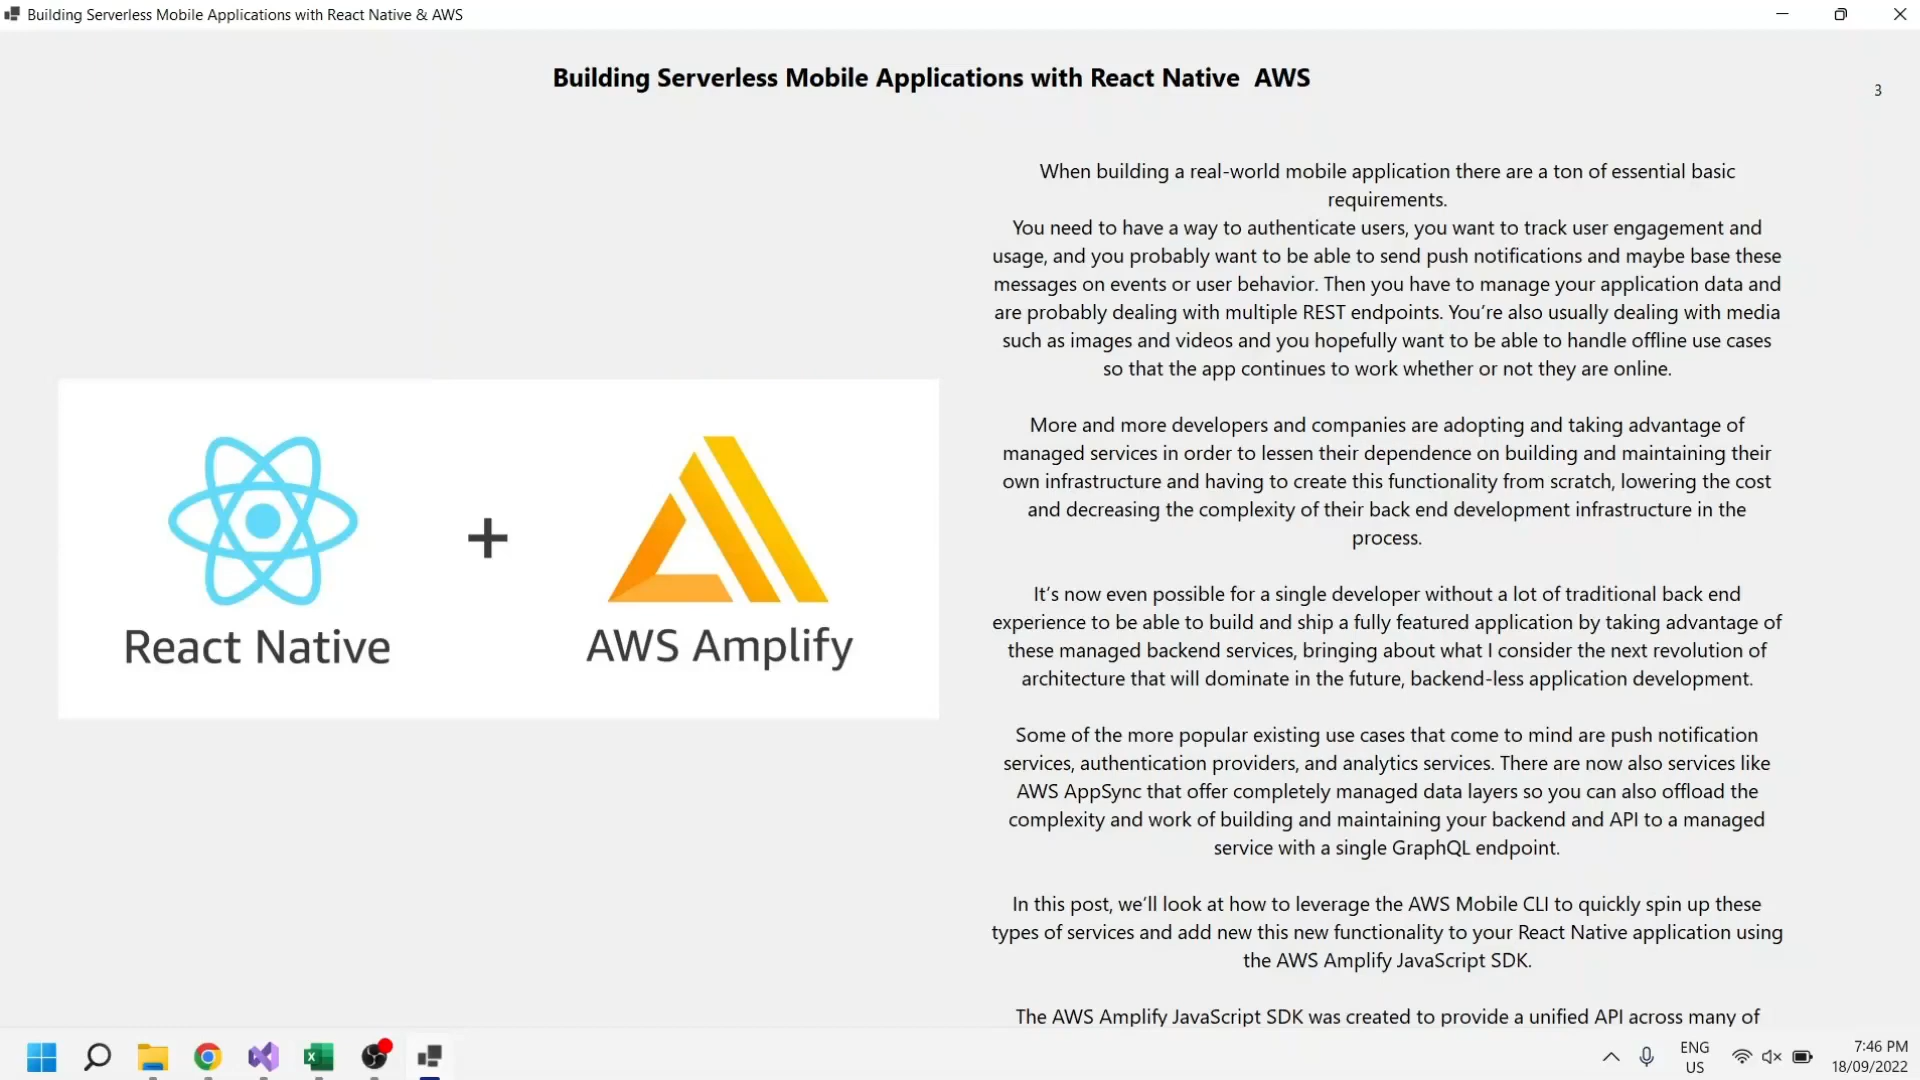 Building Serverless Mobile Applications with React Native & AWS
Building Serverless Mobile Applications with React Native  AWS
3
When building a real-world mobile application there are a ton of essential basic
requirements.
You need to have a way to authenticate users, you want to track user engagement and
usage, and you probably want to be able to send push notifications and maybe base these
messages on events or user behavior. Then you have to manage your application data and
are probably dealing with multiple REST endpoints. You’re also usually dealing with media
such as images and videos and you hopefully want to be able to handle offline use cases
so that the app continues to work whether or not they are online.
More and more developers and companies are adopting and taking advantage of
managed services in order to lessen their dependence on building and maintaining their
own infrastructure and having to create this functionality from scratch, lowering the cost
and decreasing the complexity of their back end development infrastructure in the
process.
It’s now even possible for a single developer without a lot of traditional back end
experience to be able to build and ship a fully featured application by taking advantage of
these managed backend services, bringing about what I consider the next revolution of
architecture that will dominate in the future, backend-less application development.
Some of the more popular existing use cases that come to mind are push notification
services, authentication providers, and analytics services. There are now also services like
AWS AppSync that offer completely managed data layers so you can also offload the
complexity and work of building and maintaining your backend and API to a managed
service with a single GraphQL endpoint.
In this post, we’ll look at how to leverage the AWS Mobile CLI to quickly spin up these
types of services and add new this new functionality to your React Native application using
the AWS Amplify JavaScript SDK.
The AWS Amplify JavaScript SDK was created to provide a unified API across many of
+
React Native
AWS Amplify
ENG
US
7:46 PM
18/09/2022